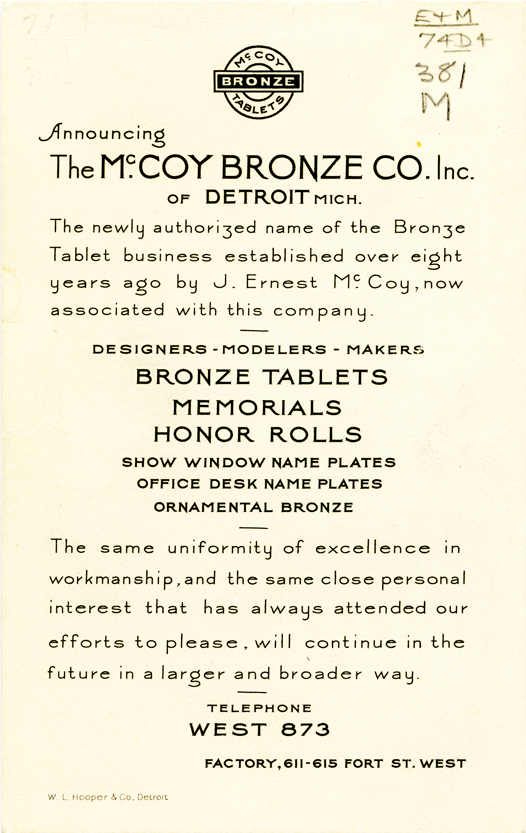 E&M
74D4
381
M
McCOY
BRONZE
TABLETS
Announcing
The McCOY BRONZE CO. Inc.
OF DETROIT MICH.
The newly authorized name of the Bronze
Tablet business established over eight
years ago by J. Ernest McCoy, now
associated with this company.
DESIGNERS - MODELERS - MAKERS
BRONZE TABLETS
MEMORIALS
HONOR ROLLS
SHOW WINDOW NAME PLATES
OFFICE DESK NAME PLATES
ORNAMENTAL BRONZE
The same uniformity of excellence in
workmanship, and the same close personal
interest that has always attended our
efforts to please, will continue in the
future in a larger and broader way.
TELEPHONE
WEST 873
FACTORY, 611-615 FORT ST. WEST
W. L. Hooper & Co, Detroit